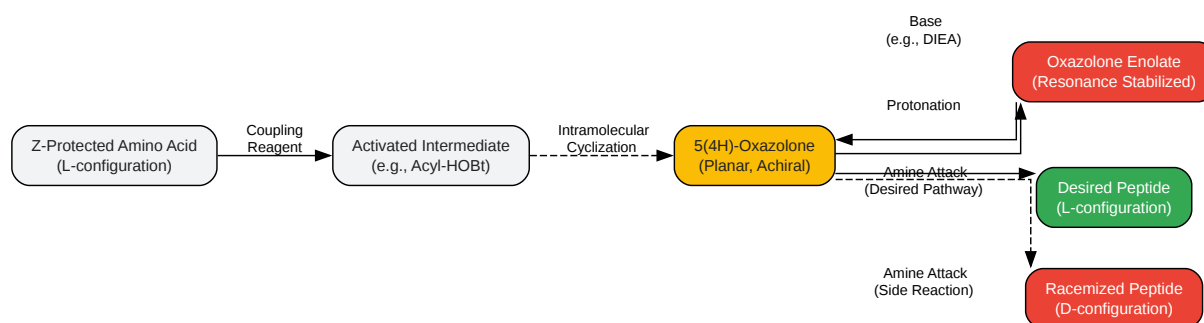 Z-Protected Amino Acid
(L-configuration)
Coupling
Reagent
Activated Intermediate
(e.g., Acyl-HOBt)
Intramolecular
Cyclization
5(4H)-Oxazolone
(Planar, Achiral)
Base
(e.g., DIEA)
Protonation
Oxazolone Enolate
(Resonance Stabilized)
Amine Attack
(Desired Pathway)
Desired Peptide
(L-configuration)
Amine Attack
(Side Reaction)
Racemized Peptide
(D-configuration)